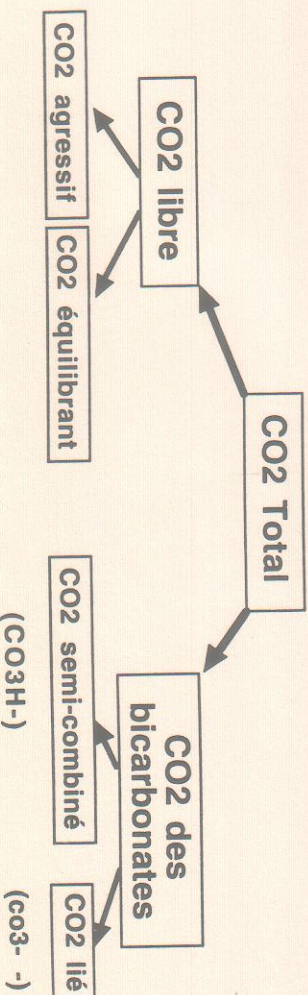 CO2 Total
CO2 libre
CO2 des
bicarbonates
CO2 agressif
CO2 équilibrant
CO2 semi-combiné
CO2 lié
(CO3H-)
(co3- -)